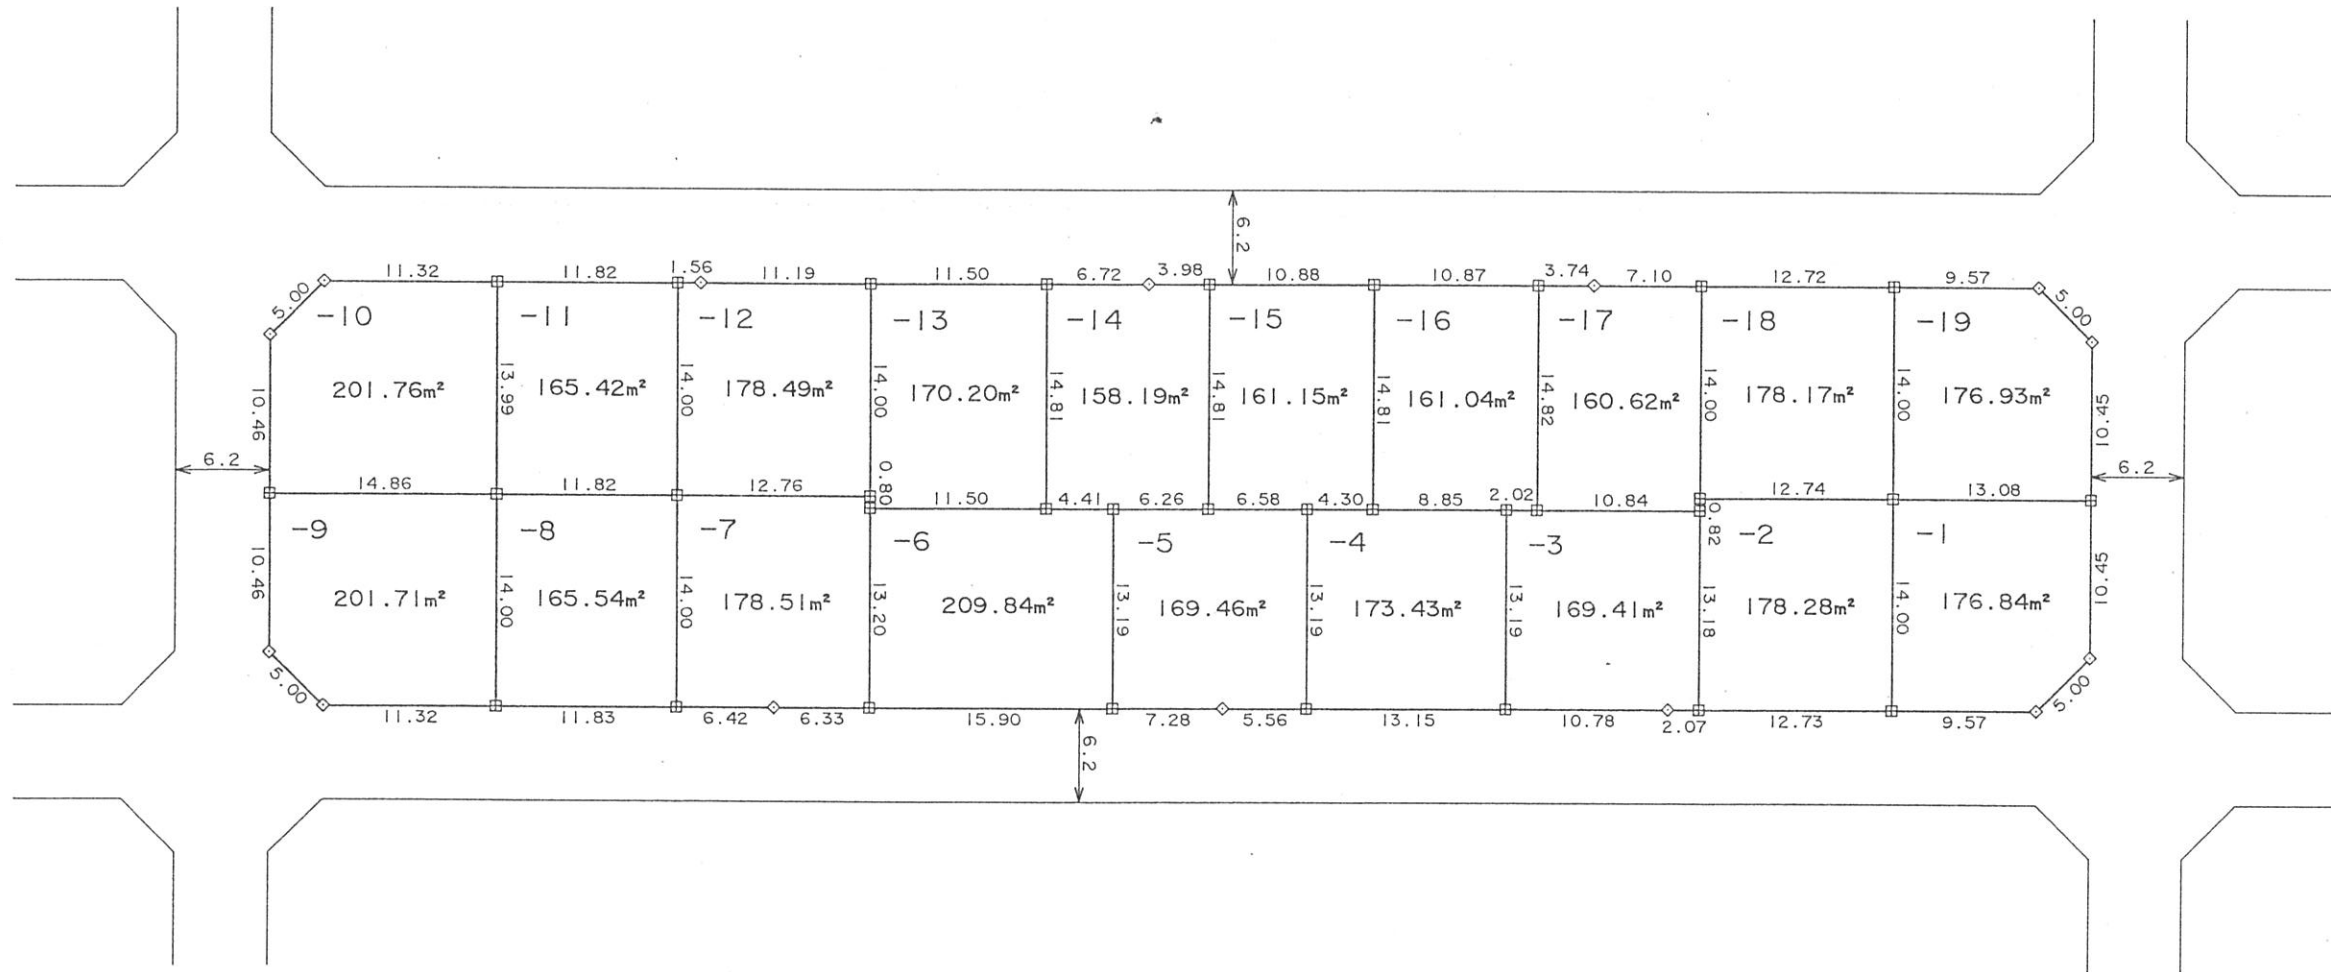 6.2
11.32 11.82 1.56 11.19 11.50 6.72 3.98 10.88 10.87 3.74 7.10 12.72 9.57
5.00 5.00
-10 -11 -12 -13 -14 -15 -16 -17 -18 -19
13.99 14.00 14.00 14.81 14.81 14.81 14.82 14.00 14.00
201.76m² 165.42m² 178.49m² 170.20m² 158.19m² 161.15m² 161.04m² 160.62m² 178.17m² 176.93m²
10.46 10.45
6.2 6.2
14.86 11.82 12.76 0.80 11.50 4.41 6.26 6.58 4.30 8.85 2.02 10.84 0.82 12.74 13.08
-9 -8 -7 -6 -5 -4 -3 -2 -1
10.46 10.45
14.00 14.00 13.20 13.19 13.19 13.19 13.18 14.00
201.71m² 165.54m² 178.51m² 209.84m² 169.46m² 173.43m² 169.41m² 178.28m² 176.84m²
5.00 5.00
11.32 11.83 6.42 6.33 15.90 7.28 5.56 13.15 10.78 2.07 12.73 9.57
6.2